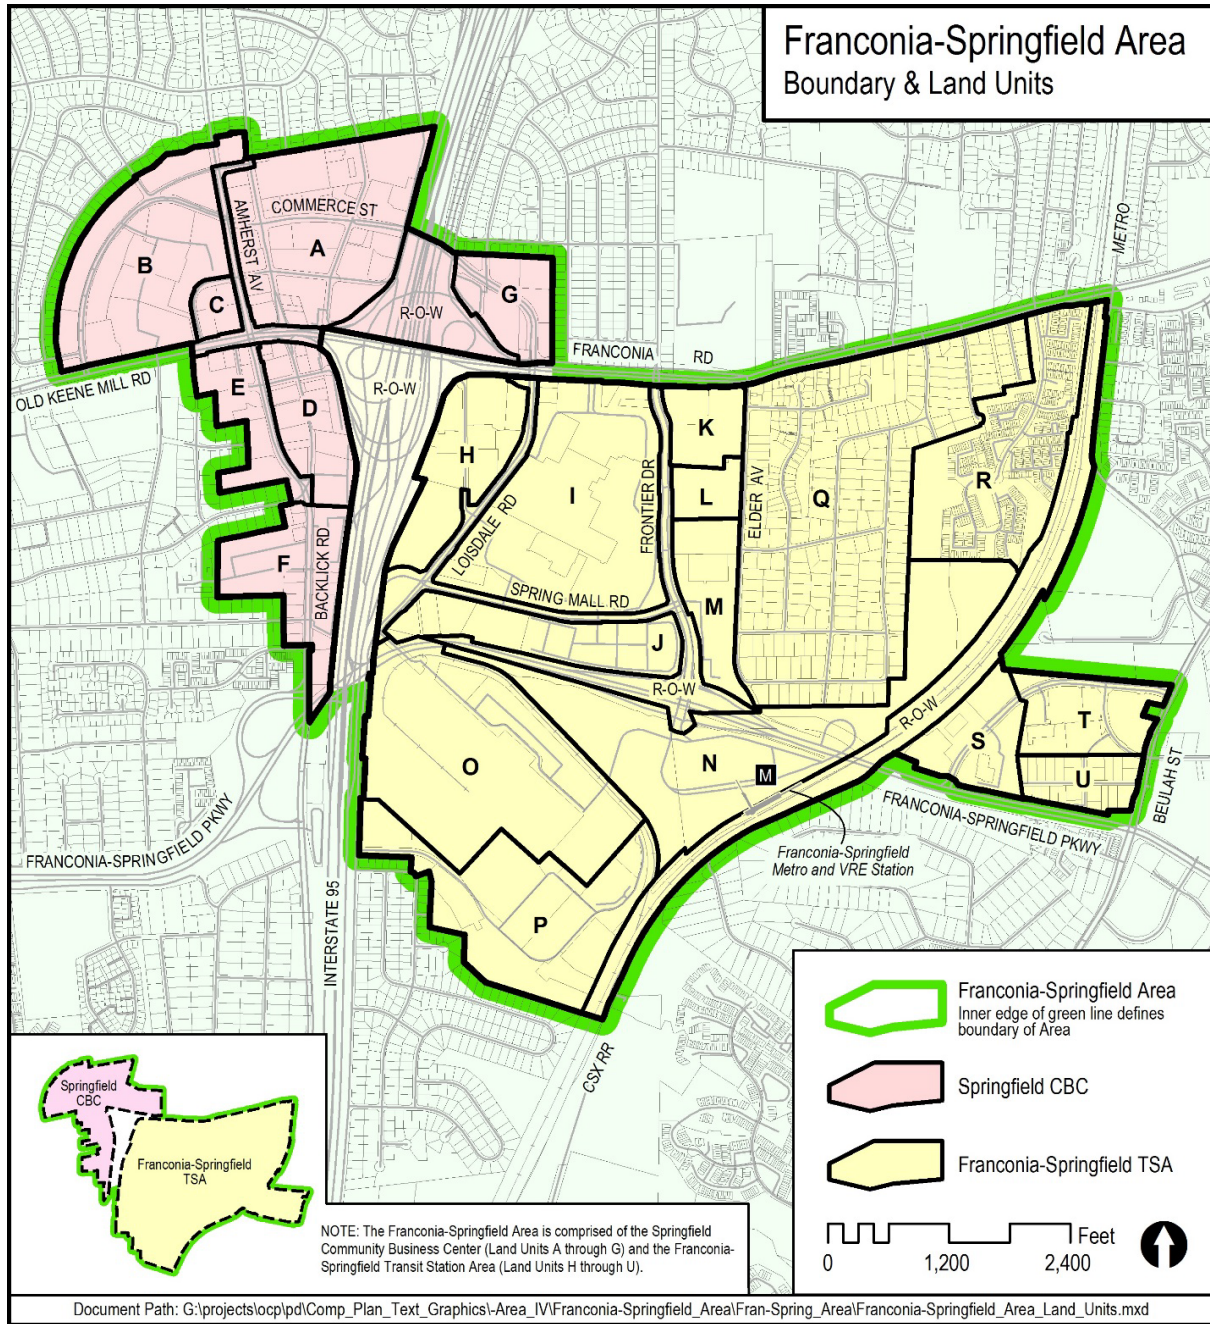 Franconia-Springfield Area
Boundary & Land Units
METRO
COMMERCE ST
AMHERST AV
A
B
C
G
R-O-W
FRANCONIA RD
OLD KEENE MILL RD
R-O-W
E
D
H
K
I
L
Q
R
FRONTIER DR
ELDER AV
LOISDALE RD
F
BACKLICK RD
SPRING MALL RD
M
J
R-O-W
R-O-W
S
T
U
O
N
M
BEULAH ST
FRANCONIA-SPRINGFIELD PKWY
FRANCONIA-SPRINGFIELD PKWY
Franconia-Springfield
Metro and VRE Station
INTERSTATE 95
P
CSX RR
Franconia-Springfield Area
Inner edge of green line defines
boundary of Area
Springfield CBC
Franconia-Springfield TSA
Feet
0 1,200 2,400
Springfield
CBC
Franconia-Springfield
TSA
NOTE: The Franconia-Springfield Area is comprised of the Springfield
Community Business Center (Land Units A through G) and the Franconia-
Springfield Transit Station Area (Land Units H through U).
Document Path: G:\projects\ocp\pd\Comp_Plan_Text_Graphics\-Area_IV\Franconia-Springfield_Area\Fran-Spring_Area\Franconia-Springfield_Area_Land_Units.mxd